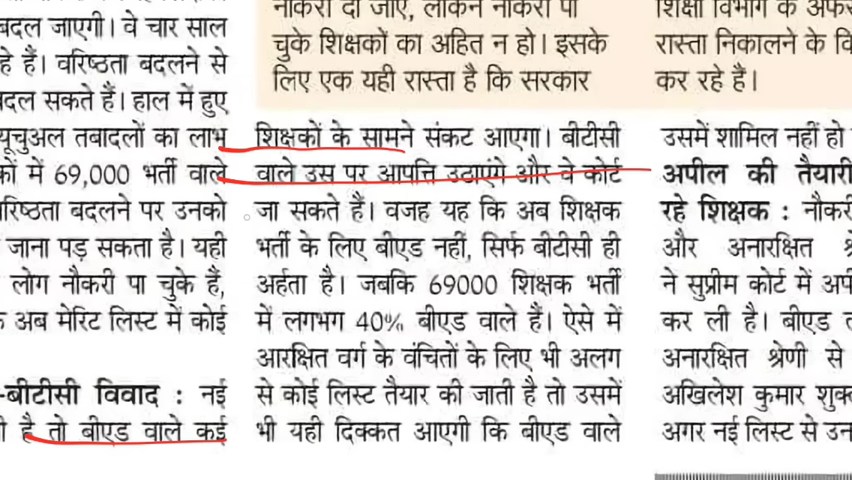 बदल जाएगी। वे चार साल
हे हैं। वरिष्ठता बदलने से
बदल सकते हैं। हाल में हुए
यूचुअल तबादलों का लाभ
कों में 69,000 भर्ती वाले
वरिष्ठता बदलने पर उनको
जाना पड़ सकता है। यही
लोग नौकरी पा चुके हैं,
अब मेरिट लिस्ट में कोई
-बीटीसी विवाद : नई
है तो बीएड वाले कई
नौकरी दी जाए, लेकिन नौकरी पा
चुके शिक्षकों का अहित न हो। इसके
लिए एक यही रास्ता है कि सरकार
शिक्षकों के सामने संकट आएगा। बीटीसी
वाले उस पर आपत्ति उठाएंगे और वे कोर्ट
जा सकते हैं। वजह यह कि अब शिक्षक
भर्ती के लिए बीएड नहीं, सिर्फ बीटीसी ही
अर्हता है। जबकि 69000 शिक्षक भर्ती
में लगभग 40% बीएड वाले हैं। ऐसे में
आरक्षित वर्ग के वंचितों के लिए भी अलग
से कोई लिस्ट तैयार की जाती है तो उसमें
भी यही दिक्कत आएगी कि बीएड वाले
शिक्षा विभाग के अफस
रास्ता निकालने के वि
कर रहे हैं।
उसमें शामिल नहीं हो
अपील की तैयारी
रहे शिक्षक : नौकरी
और अनारक्षित श्रे
ने सुप्रीम कोर्ट में अपी
कर ली है। बीएड त
अनारक्षित श्रेणी से
अखिलेश कुमार शुक्ल
अगर नई लिस्ट से उन